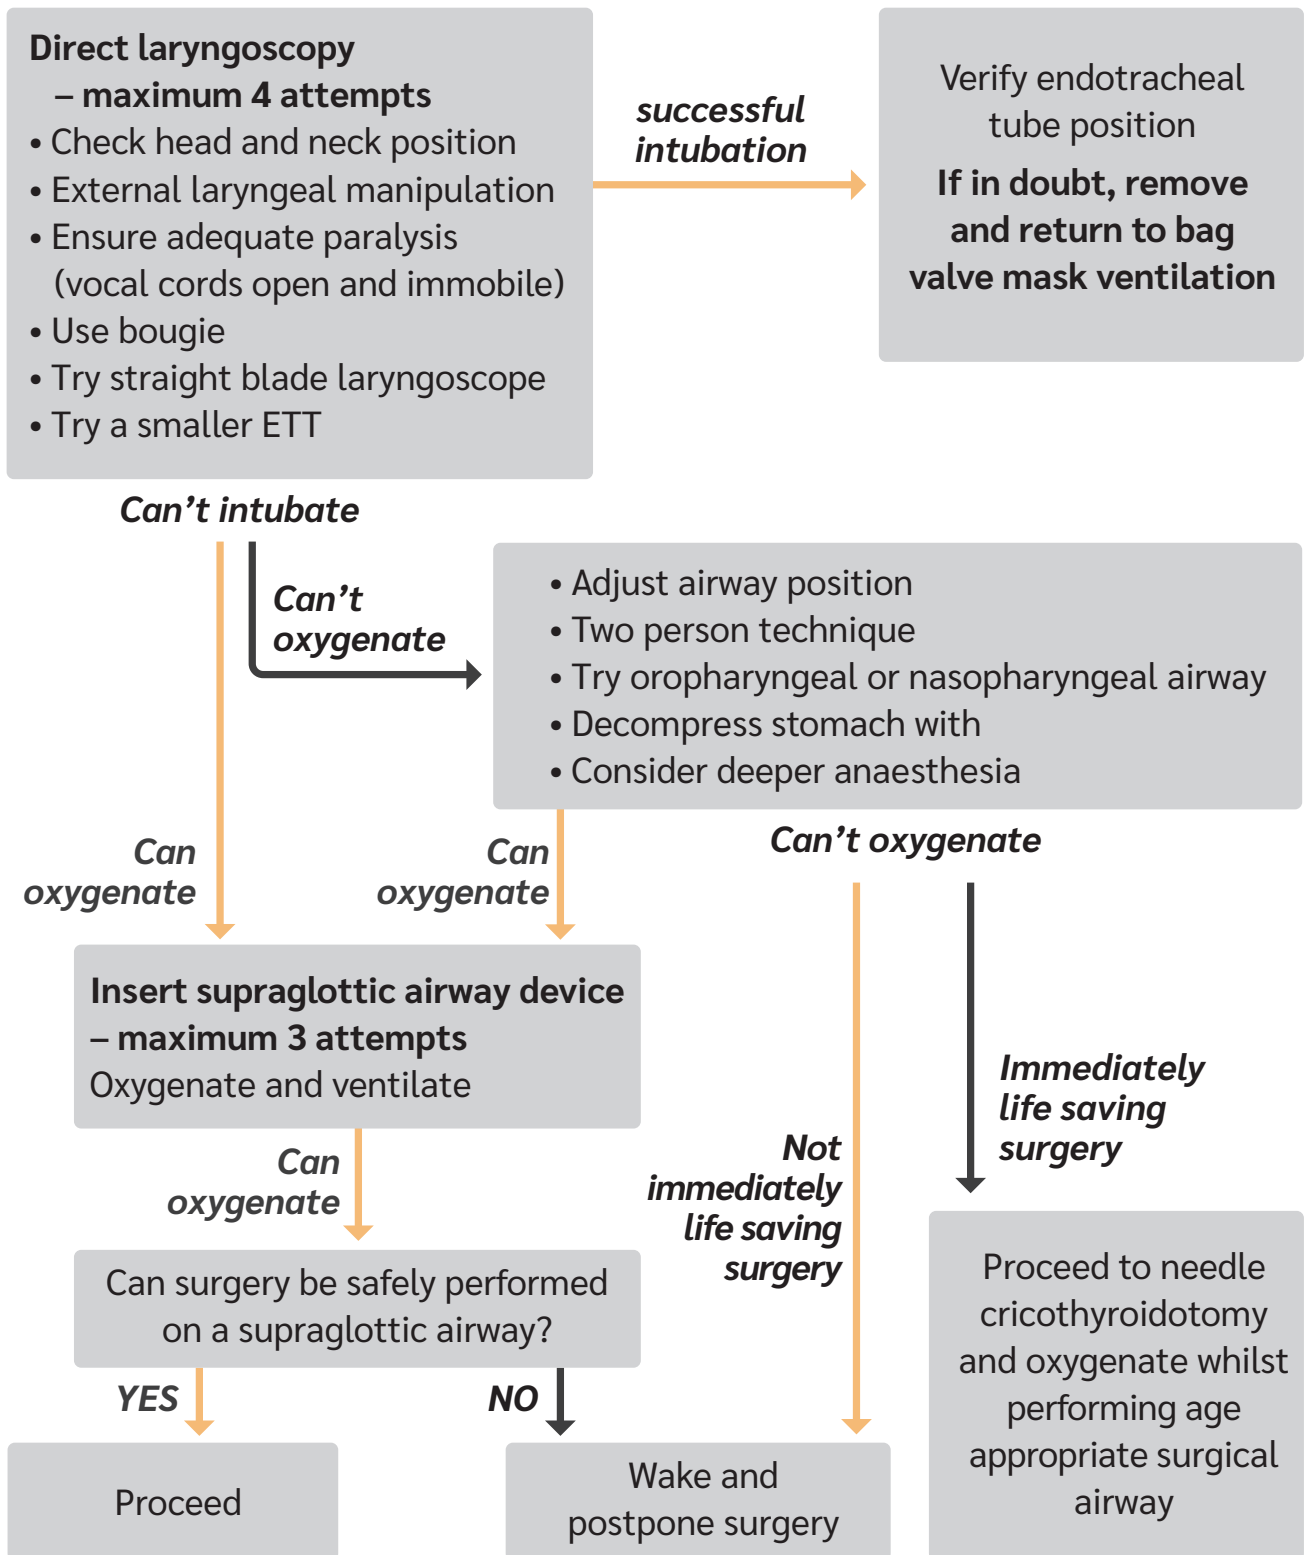 Direct laryngoscopy
– maximum 4 attempts
• Check head and neck position
• External laryngeal manipulation
• Ensure adequate paralysis
(vocal cords open and immobile)
• Use bougie
• Try straight blade laryngoscope
• Try a smaller ETT
successful
intubation
Verify endotracheal
tube position
If in doubt, remove
and return to bag
valve mask ventilation
Can't intubate
Can't
oxygenate
• Adjust airway position
• Two person technique
• Try oropharyngeal or nasopharyngeal airway
• Decompress stomach with
• Consider deeper anaesthesia
Can
oxygenate
Can
oxygenate
Can't oxygenate
Insert supraglottic airway device
– maximum 3 attempts
Oxygenate and ventilate
Can
oxygenate
Not
immediately
life saving
surgery
Immediately
life saving
surgery
Can surgery be safely performed
on a supraglottic airway?
YES
NO
Proceed
Wake and
postpone surgery
Proceed to needle
cricothyroidotomy
and oxygenate whilst
performing age
appropriate surgical
airway